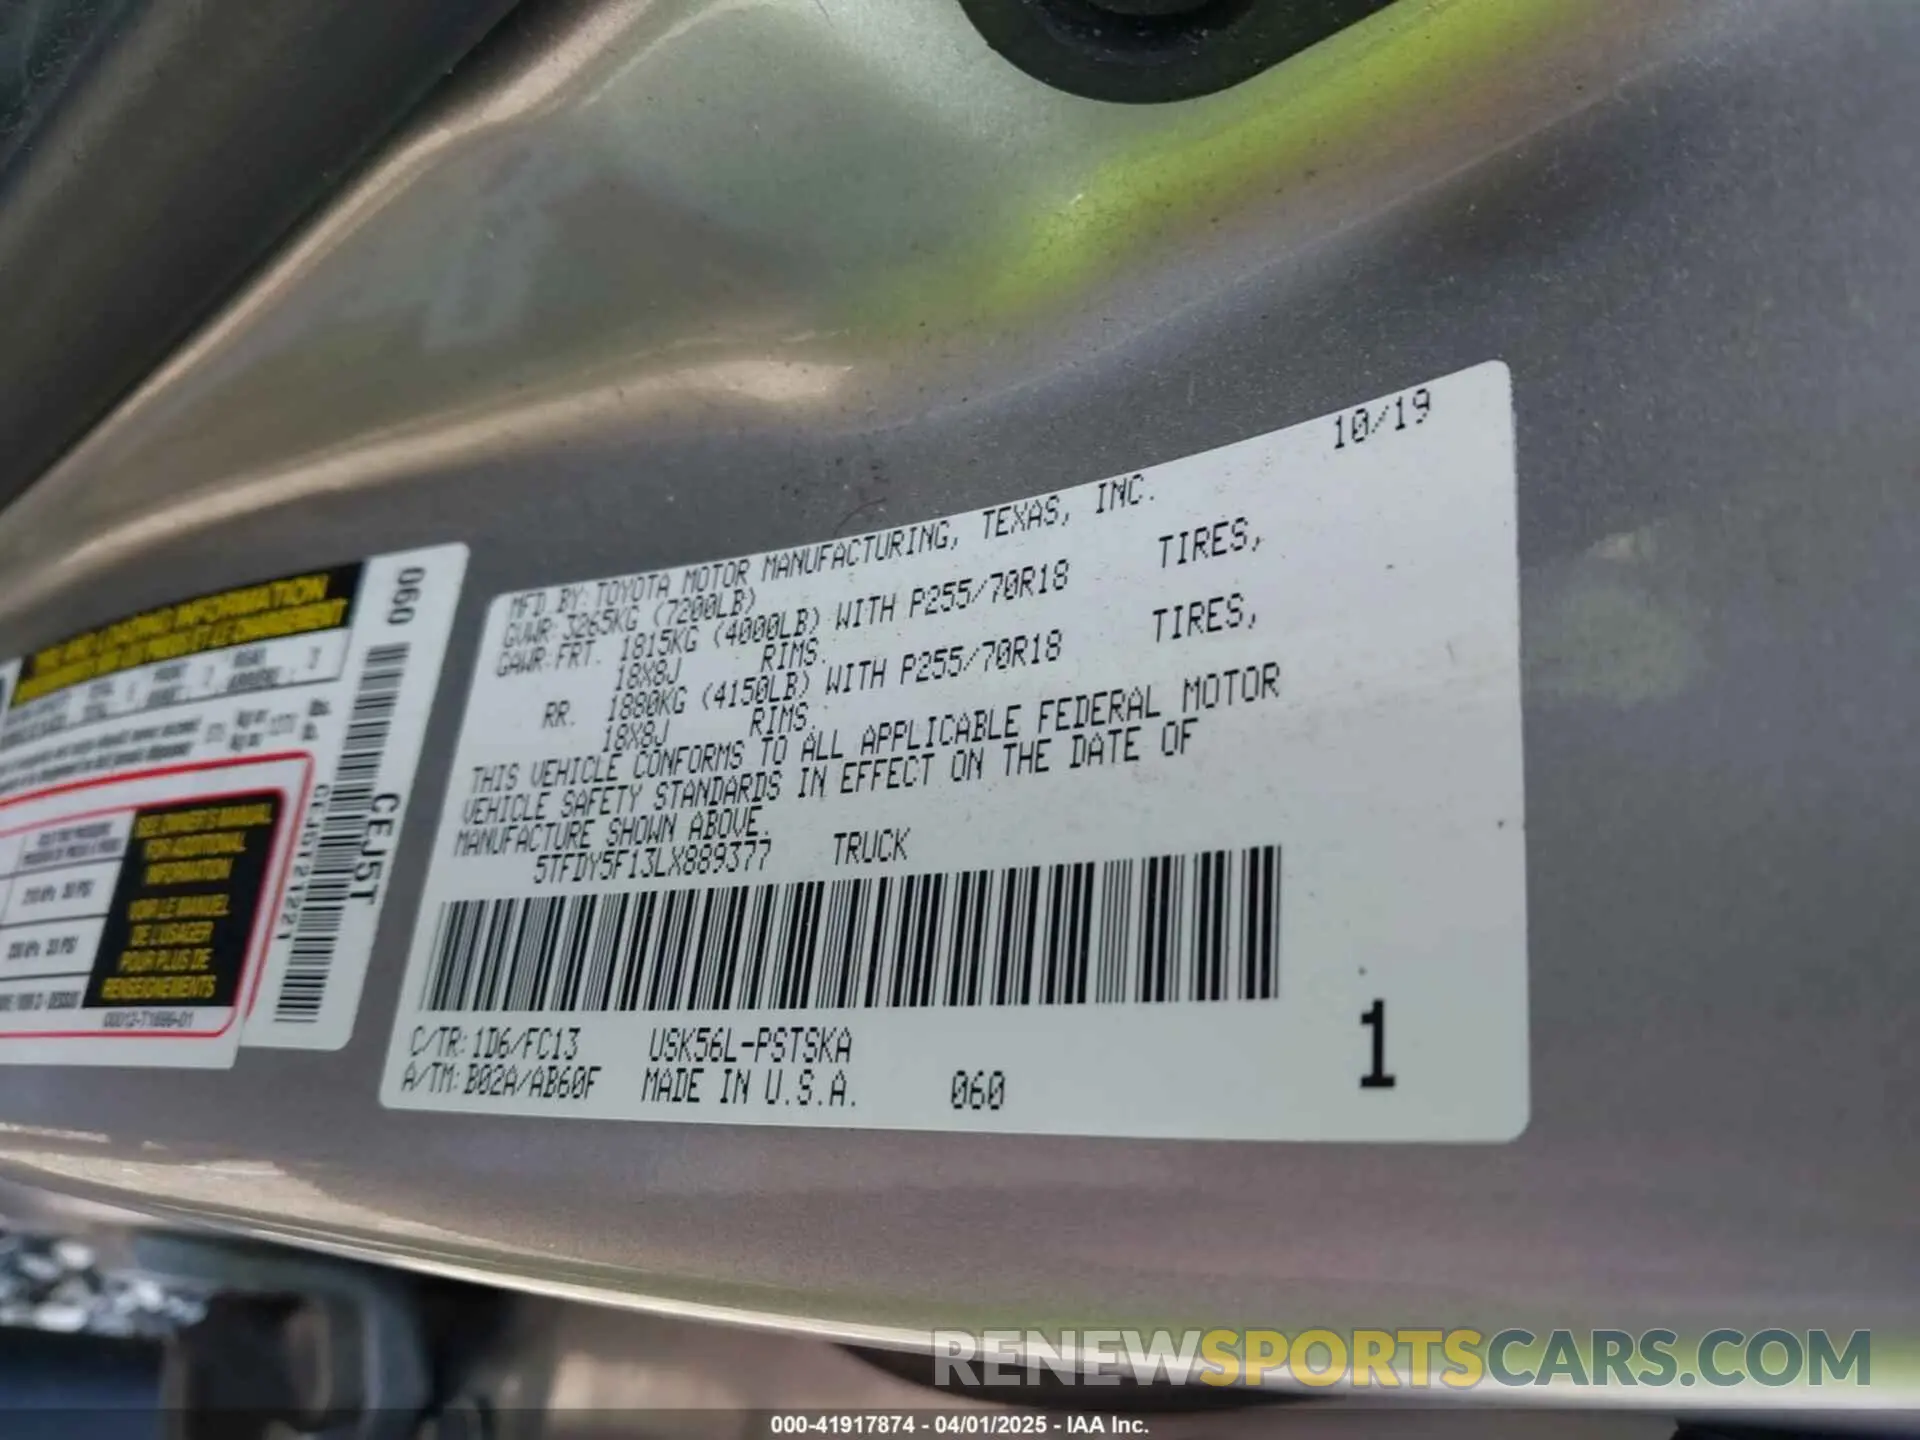 10/19
MFD. BY: TOYOTA MOTOR MANUFACTURING, TEXAS, INC.
GVWR: 3265KG (7200LB)
GAWR: FRT. 1815KG (4000LB) WITH P255/70R18 TIRES,
18X8J RIMS.
RR. 1880KG (4150LB) WITH P255/70R18 TIRES,
18X8J RIMS.
THIS VEHICLE CONFORMS TO ALL APPLICABLE FEDERAL MOTOR
VEHICLE SAFETY STANDARDS IN EFFECT ON THE DATE OF
MANUFACTURE SHOWN ABOVE.
5TFDY5F13LX889377 TRUCK
C/TR: 1D6/FC13 USK56L-PSTSKA
A/TM: B02A/AB60F MADE IN U.S.A. 060
1
060
CEJ5T
SEE OWNER'S MANUAL
FOR ADDITIONAL
INFORMATION
VOIR LE MANUEL
DE L'USAGER
POUR PLUS DE
RENSEIGNEMENTS
RENEWSPORTSCARS.COM
000-41917874 - 04/01/2025 - IAA Inc.